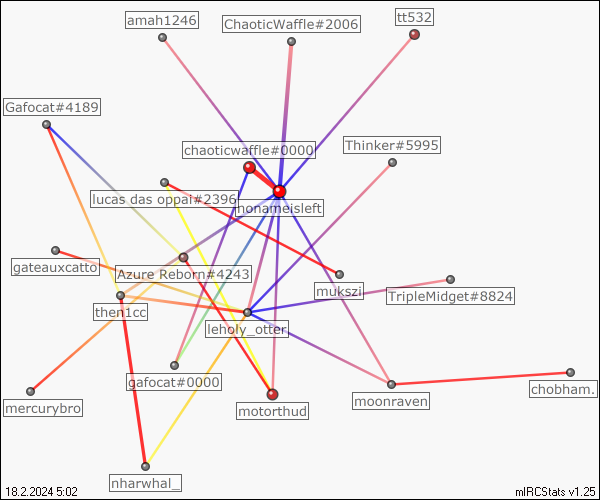 amah1246
ChaoticWaffle#2006
tt532
Gafocat#4189
chaoticwaffle#0000
Thinker#5995
lucas das oppai#2396
nonameisleft
gateauxcatto
Azure Reborn#4243
mukszi
TripleMidget#8824
then1cc
leholy_otter
gafocat#0000
mercurybro
motorthud
moonraven
chobham.
nharwhal_
18.2.2024 5:02
mIRCStats v1.25